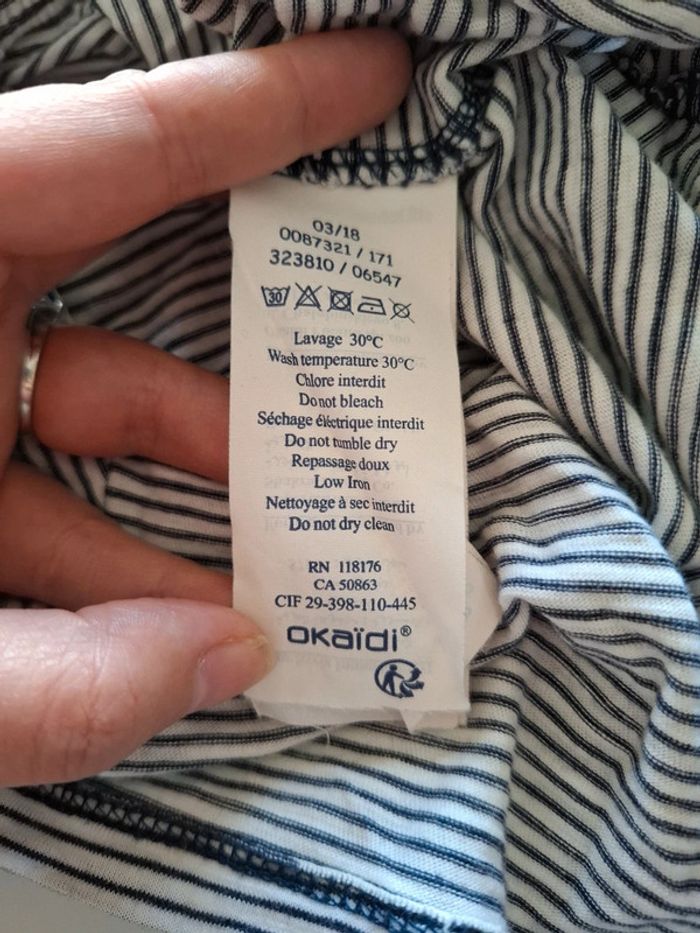 03/18
0087321 / 171
323810 / 06547
30
Lavage 30°C
Wash temperature 30°C
Chlore interdit
Do not bleach
Séchage électrique interdit
Do not tumble dry
Repassage doux
Low Iron
Nettoyage à sec interdit
Do not dry clean
RN 118176
CA 50863
CIF 29-398-110-445
okaïdi®